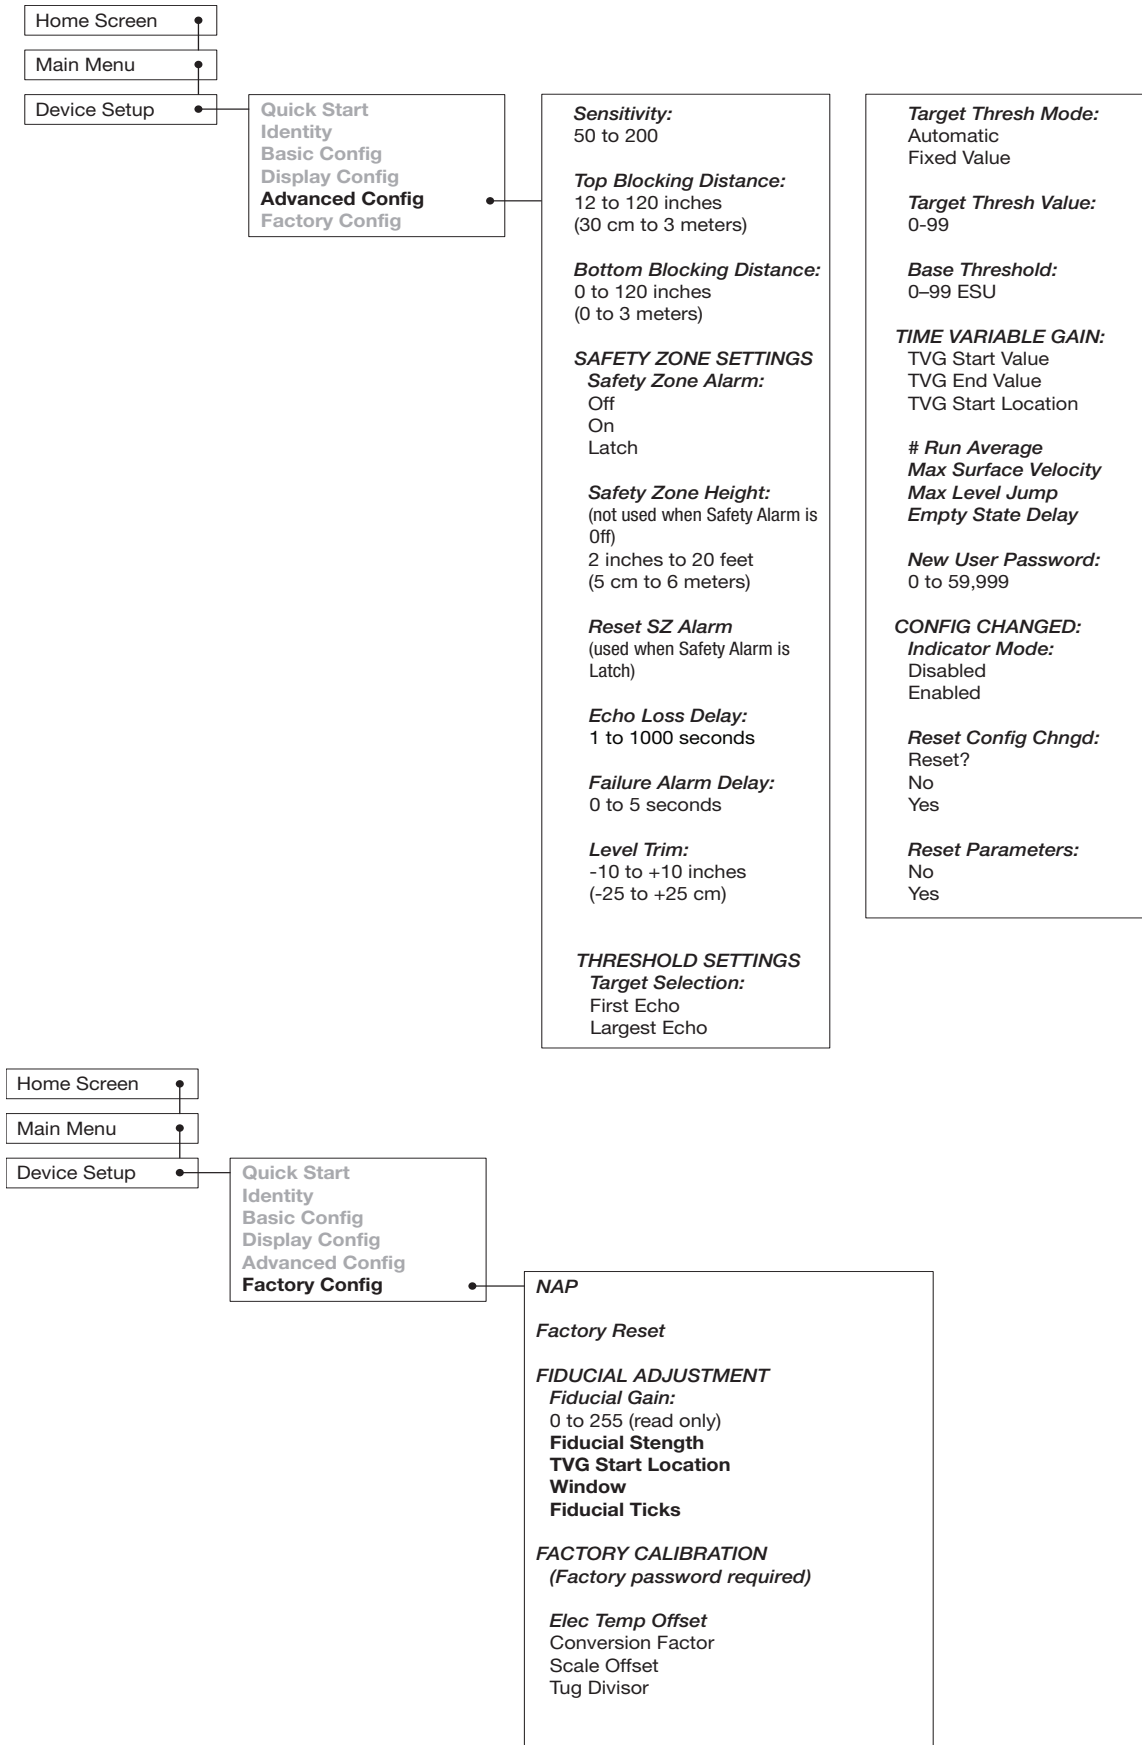 Home Screen
Main Menu
Device Setup
Quick Start
Identity
Basic Config
Display Config
Advanced Config
Factory Config
Sensitivity:
50 to 200
Top Blocking Distance:
12 to 120 inches
(30 cm to 3 meters)
Bottom Blocking Distance:
0 to 120 inches
(0 to 3 meters)
SAFETY ZONE SETTINGS
Safety Zone Alarm:
Off
On
Latch
Safety Zone Height:
(not used when Safety Alarm is
Off)
2 inches to 20 feet
(5 cm to 6 meters)
Reset SZ Alarm
(used when Safety Alarm is
Latch)
Echo Loss Delay:
1 to 1000 seconds
Failure Alarm Delay:
0 to 5 seconds
Level Trim:
-10 to +10 inches
(-25 to +25 cm)
THRESHOLD SETTINGS
Target Selection:
First Echo
Largest Echo
Target Thresh Mode:
Automatic
Fixed Value
Target Thresh Value:
0-99
Base Threshold:
0–99 ESU
TIME VARIABLE GAIN:
TVG Start Value
TVG End Value
TVG Start Location
# Run Average
Max Surface Velocity
Max Level Jump
Empty State Delay
New User Password:
0 to 59,999
CONFIG CHANGED:
Indicator Mode:
Disabled
Enabled
Reset Config Chngd:
Reset?
No
Yes
Reset Parameters:
No
Yes
Home Screen
Main Menu
Device Setup
Quick Start
Identity
Basic Config
Display Config
Advanced Config
Factory Config
NAP
Factory Reset
FIDUCIAL ADJUSTMENT
Fiducial Gain:
0 to 255 (read only)
Fiducial Stength
TVG Start Location
Window
Fiducial Ticks
FACTORY CALIBRATION
(Factory password required)
Elec Temp Offset
Conversion Factor
Scale Offset
Tug Divisor